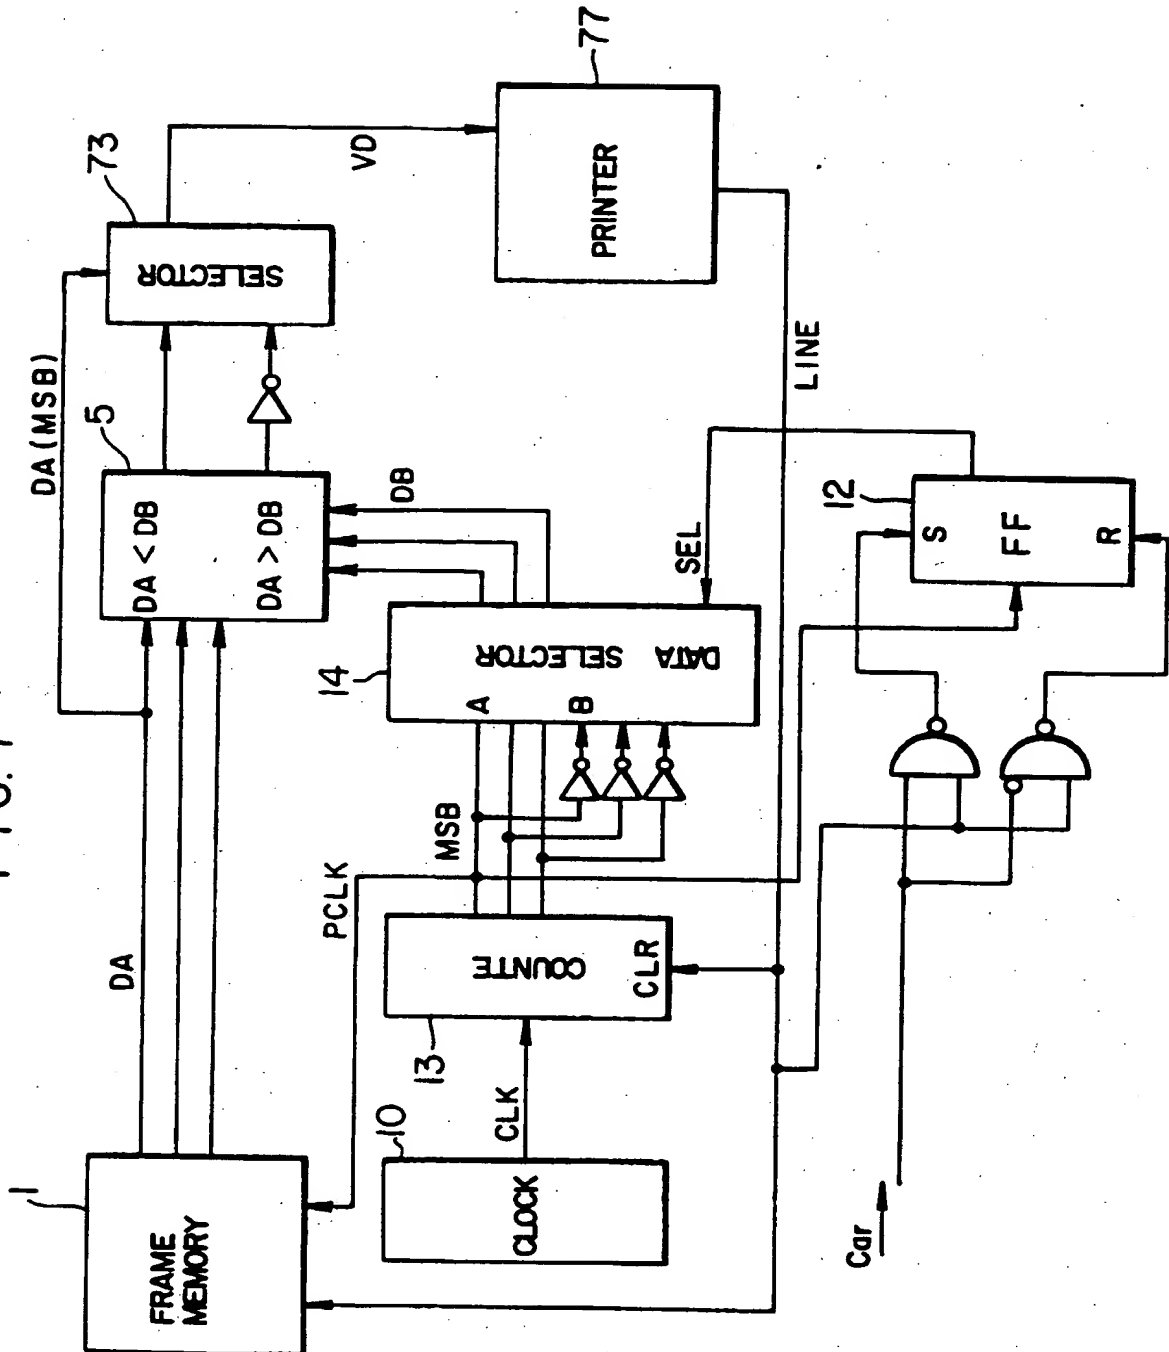 FIG. 7
1
FRAME
MEMORY
DA
DA(MSB)
5
DA < DB
DA > DB
73
SELECTOR
VD
77
PRINTER
DB
14
A
B
DATA SELECTOR
SEL
MSB
PCLK
13
COUNTE
CLR
CLK
10
CLOCK
LINE
12
S
FF
R
Car